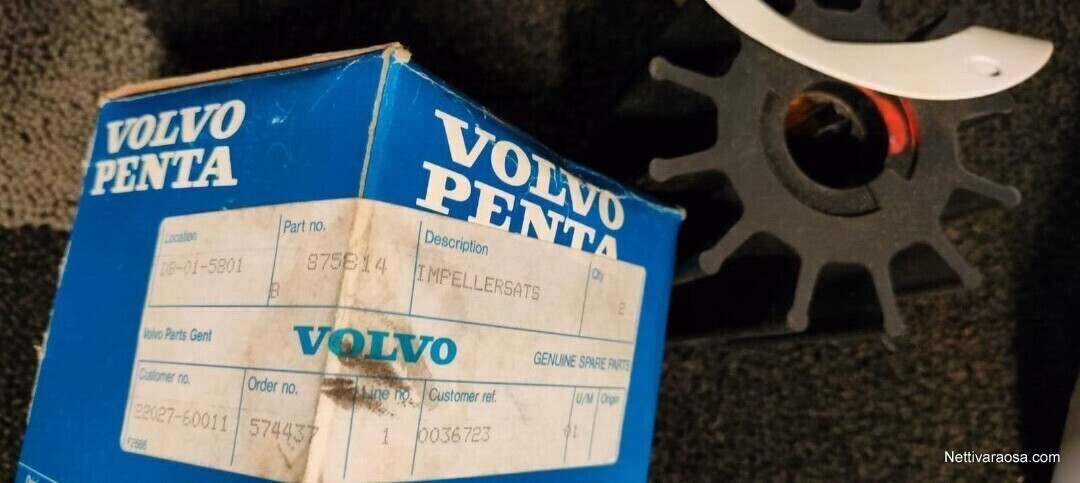 VOLVO
PENTA
VOLVO
PENTA
Location
Part no.
Description
Qty
DB-01-5801
875814
IMPELLERSATS
2
B
Volvo Parts Gent
VOLVO
GENUINE SPARE PARTS
Customer no.
Order no.
Line no.
Customer ref.
U/M
Origin
22027-60011
574437
1
0036723
01
Nettivaraosa.com